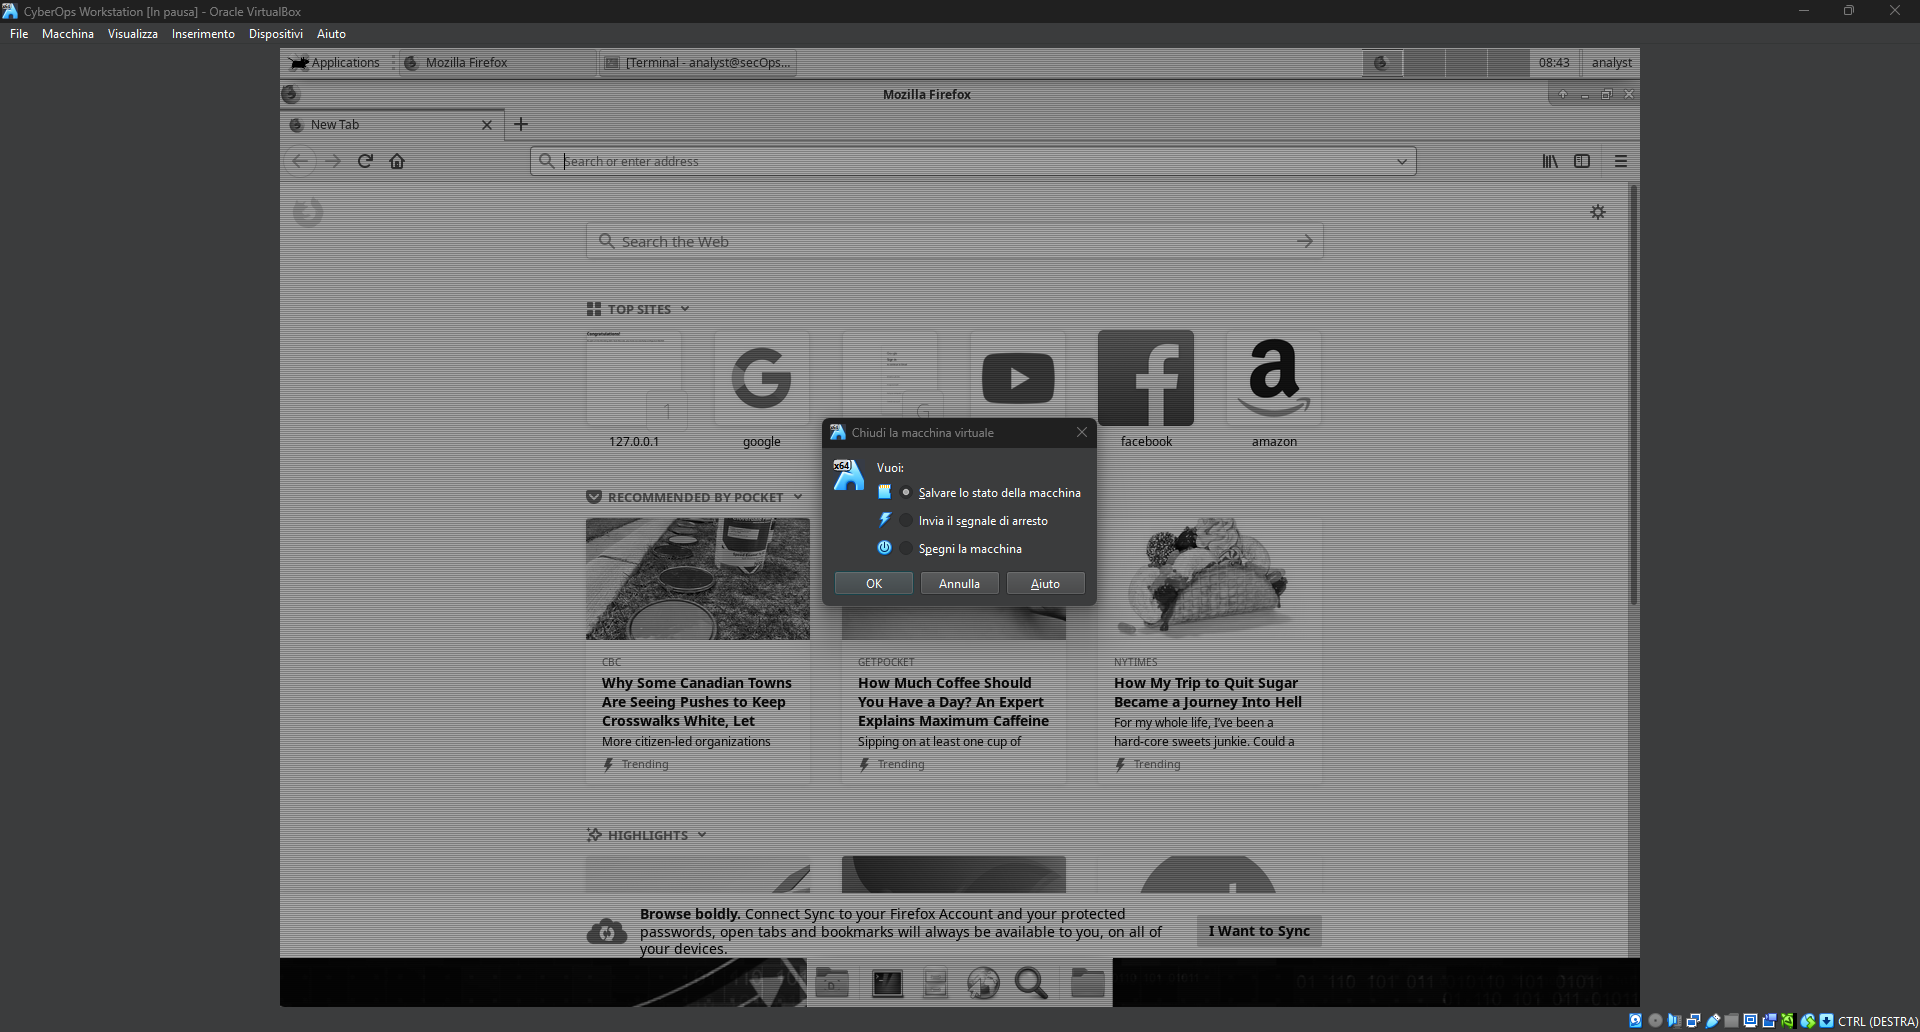 CyberOps Workstation [In pausa] - Oracle VirtualBox
File Macchina Visualizza Inserimento Dispositivi Aiuto
Applications Mozilla Firefox [Terminal - analyst@secOps... 08:43 analyst
Mozilla Firefox
New Tab
Search or enter address
Search the Web
TOP SITES
Congratulations!
1
G
127.0.0.1 google facebook amazon
Chiudi la macchina virtuale
x64
Vuoi:
Salvare lo stato della macchina
Invia il segnale di arresto
Spegni la macchina
OK Annulla Aiuto
RECOMMENDED BY POCKET
CBC
Why Some Canadian Towns
Are Seeing Pushes to Keep
Crosswalks White, Let
More citizen-led organizations
Trending
GETPOCKET
How Much Coffee Should
You Have a Day? An Expert
Explains Maximum Caffeine
Sipping on at least one cup of
Trending
NYTIMES
How My Trip to Quit Sugar
Became a Journey Into Hell
For my whole life, I've been a
hard-core sweets junkie. Could a
Trending
HIGHLIGHTS
Browse boldly. Connect Sync to your Firefox Account and your protected
passwords, open tabs and bookmarks will always be available to you, on all of
your devices.
I Want to Sync
CTRL (DESTRA)